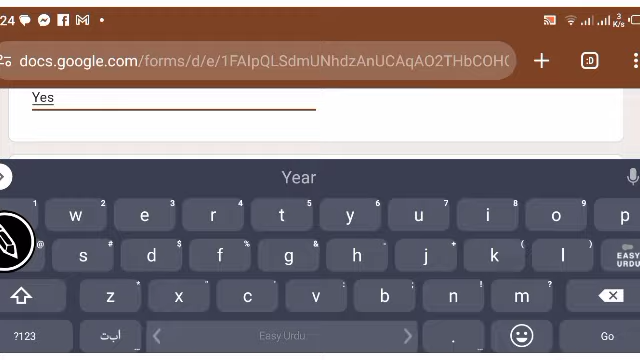 24
3
K/s
:D
docs.google.com/forms/d/e/1FAIpQLSdmUNhdzAnUCAqAO2THbCOH
Yes
Year
1 w 2 e 3 r 4 t 5 y 6 u 7 i 8 o 9 p
@ s # d $ f % g & h - j + k ( l ) EASY URDU
z * x " c ' v : b ; n ! m ?
?123 ا ب ت Easy Urdu . Go